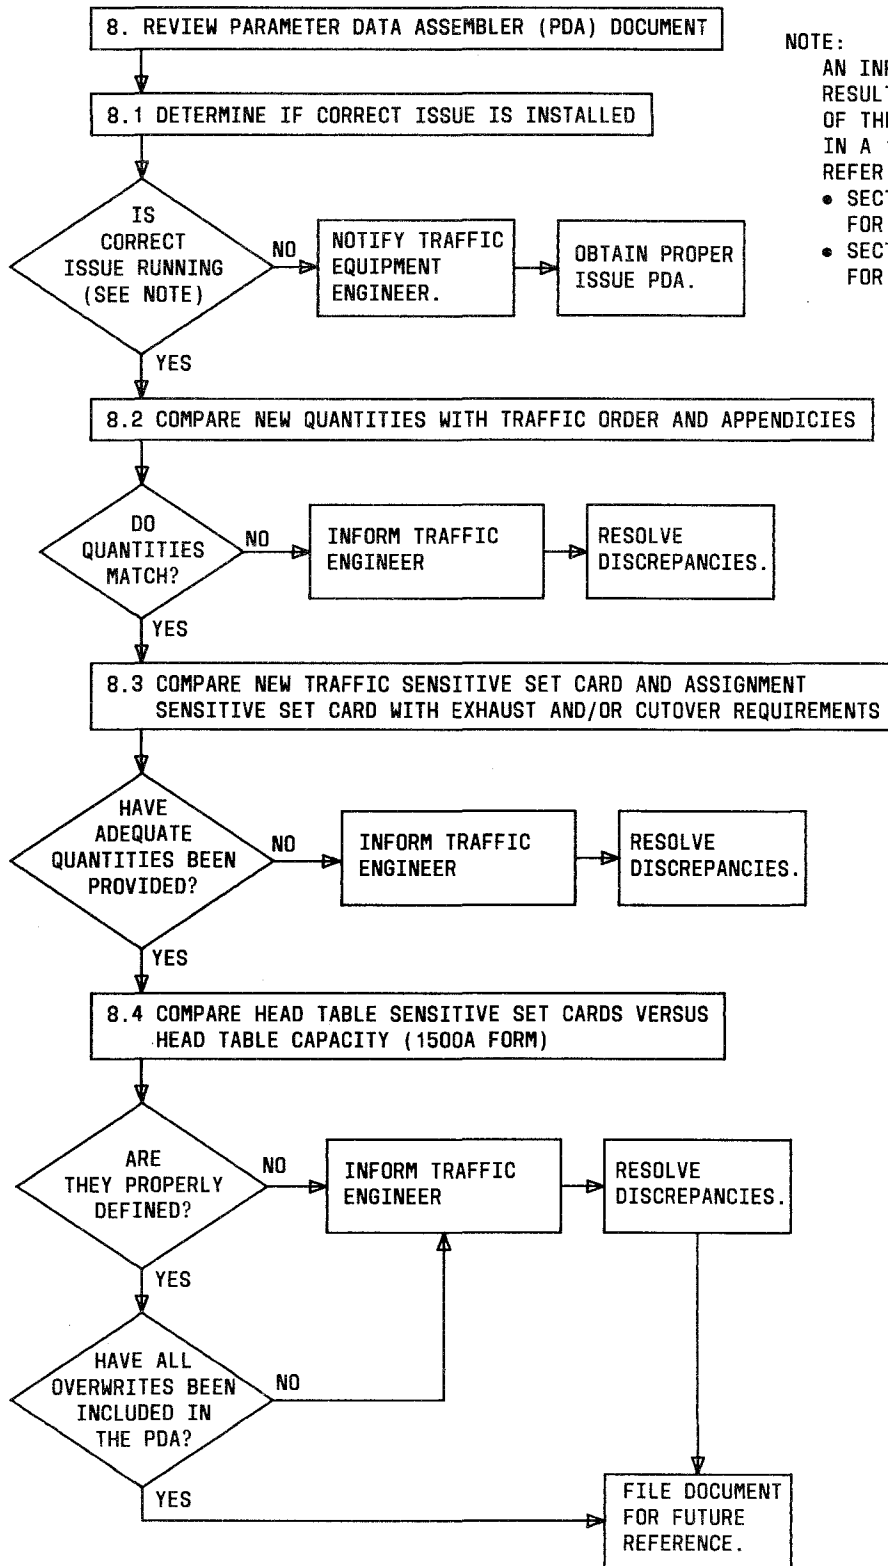 8. REVIEW PARAMETER DATA ASSEMBLER (PDA) DOCUMENT
8.1 DETERMINE IF CORRECT ISSUE IS INSTALLED
IS
CORRECT
ISSUE RUNNING
(SEE NOTE)
NO
NOTIFY TRAFFIC
EQUIPMENT
ENGINEER.
OBTAIN PROPER
ISSUE PDA.
NOTE:
AN
OF
IN A
REFER
• 
FOR
• 
FOR
YES
8.2 COMPARE NEW QUANTITIES WITH TRAFFIC ORDER AND APPENDICIES
DO
QUANTITIES
MATCH?
NO
INFORM TRAFFIC
ENGINEER
RESOLVE
DISCREPANCIES.
YES
8.3 COMPARE NEW TRAFFIC SENSITIVE SET CARD AND ASSIGNMENT
SENSITIVE SET CARD WITH EXHAUST AND/OR CUTOVER REQUIREMENTS
HAVE
ADEQUATE
QUANTITIES BEEN
PROVIDED?
NO
INFORM TRAFFIC
ENGINEER
RESOLVE
DISCREPANCIES.
YES
8.4 COMPARE HEAD TABLE SENSITIVE SET CARDS VERSUS
HEAD TABLE CAPACITY (1500A FORM)
ARE
THEY PROPERLY
DEFINED?
NO
INFORM TRAFFIC
ENGINEER
RESOLVE
DISCREPANCIES.
YES
HAVE ALL
OVERWRITES BEEN
INCLUDED IN
THE PDA?
NO
YES
FILE DOCUMENT
FOR FUTURE
REFERENCE.